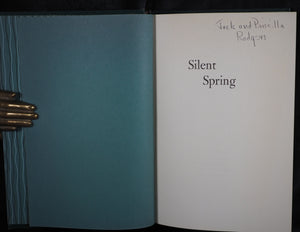 Jack and Priscilla
Rodgers
Silent
Spring